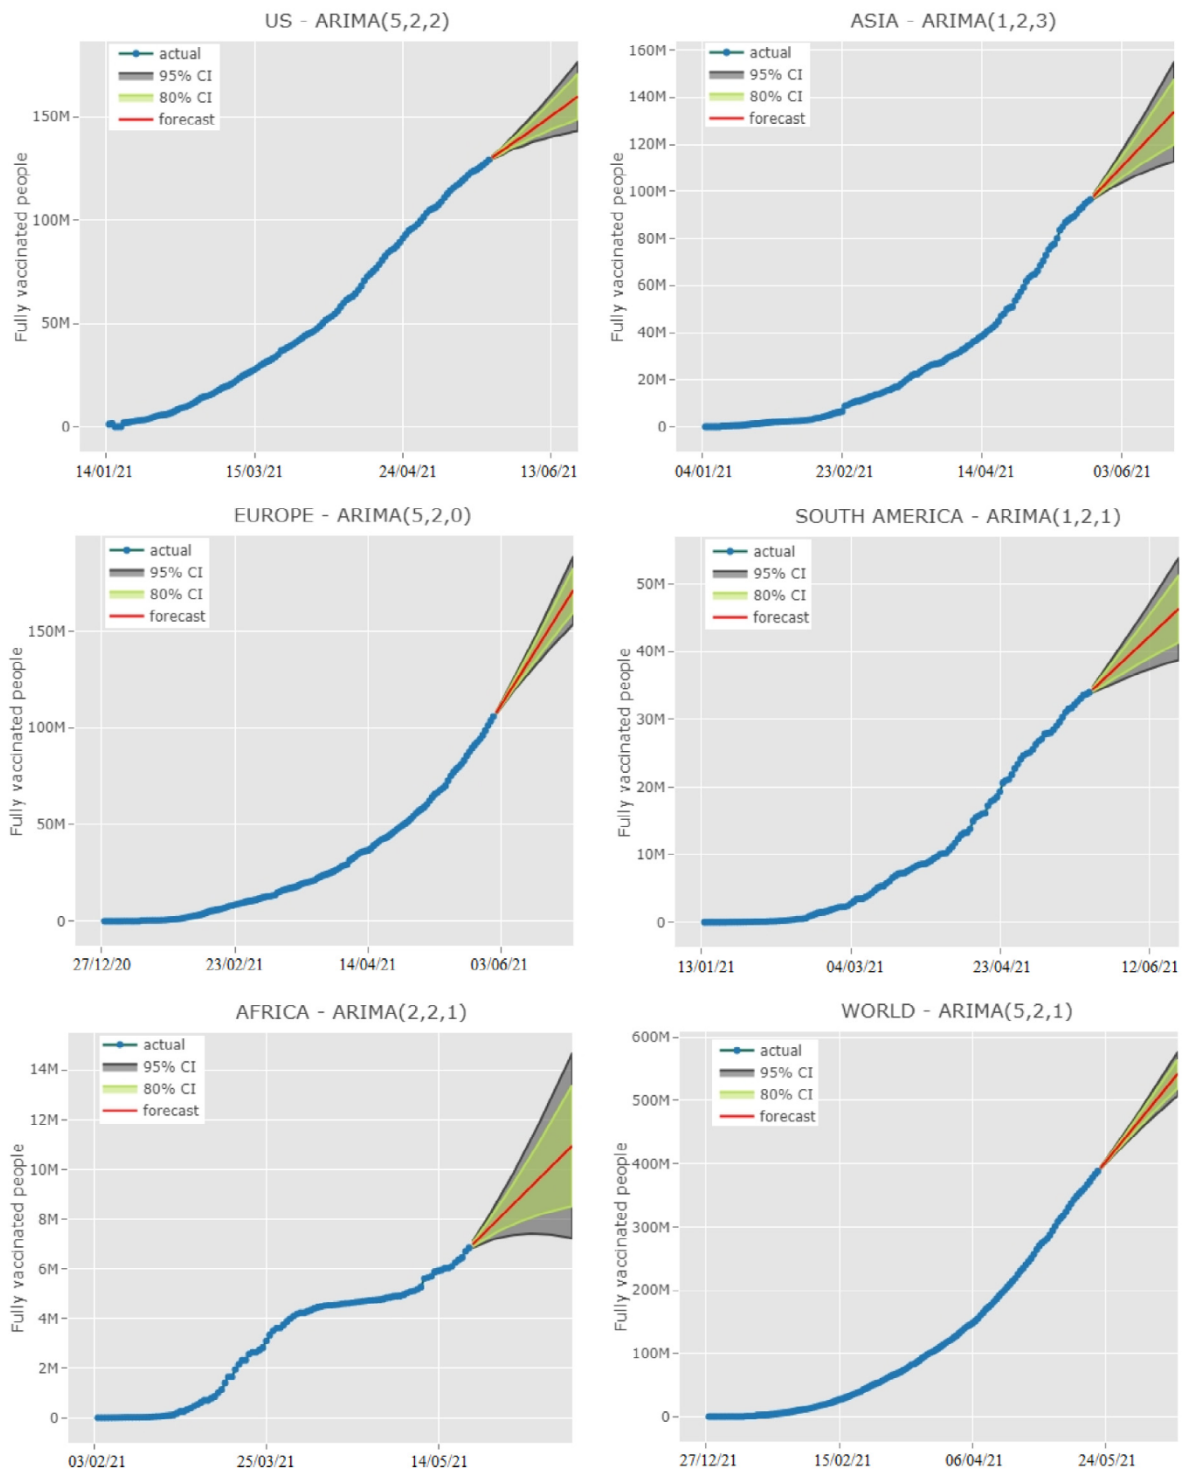 US - ARIMA(5,2,2)
actual
95% CI
80% CI
forecast
Fully vaccinated people
150M
100M
50M
0
14/01/21 15/03/21 24/04/21 13/06/21
ASIA - ARIMA(1,2,3)
actual
95% CI
80% CI
forecast
Fully vaccinated people
160M
140M
120M
100M
80M
60M
40M
20M
0
04/01/21 23/02/21 14/04/21 03/06/21
EUROPE - ARIMA(5,2,0)
actual
95% CI
80% CI
forecast
Fully vaccinated people
150M
100M
50M
0
27/12/20 23/02/21 14/04/21 03/06/21
SOUTH AMERICA - ARIMA(1,2,1)
actual
95% CI
80% CI
forecast
Fully vaccinated people
50M
40M
30M
20M
10M
0
13/01/21 04/03/21 23/04/21 12/06/21
AFRICA - ARIMA(2,2,1)
actual
95% CI
80% CI
forecast
Fully vaccinated people
14M
12M
10M
8M
6M
4M
2M
0
03/02/21 25/03/21 14/05/21
WORLD - ARIMA(5,2,1)
actual
95% CI
80% CI
forecast
Fully vaccinated people
600M
500M
400M
300M
200M
100M
0
27/12/21 15/02/21 06/04/21 24/05/21